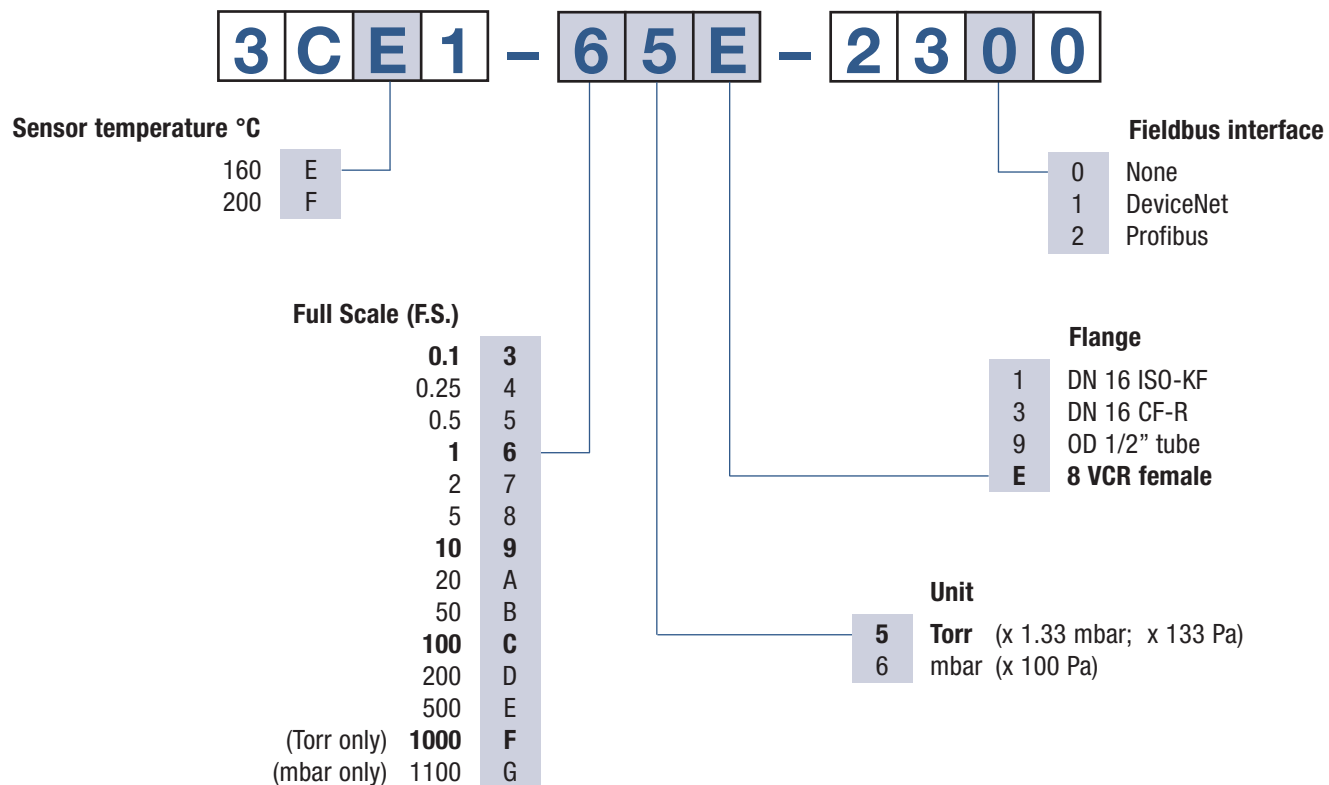 3CE1 – 65E – 2300
Sensor temperature °C
160 E
200 F
Fieldbus interface
0 None
1 DeviceNet
2 Profibus
Full Scale (F.S.)
0.1 3
0.25 4
0.5 5
1 6
2 7
5 8
10 9
20 A
50 B
100 C
200 D
500 E
(Torr only) 1000 F
(mbar only) 1100 G
Flange
1 DN 16 ISO-KF
3 DN 16 CF-R
9 OD 1/2” tube
E 8 VCR female
Unit
5 Torr (x 1.33 mbar; x 133 Pa)
6 mbar (x 100 Pa)